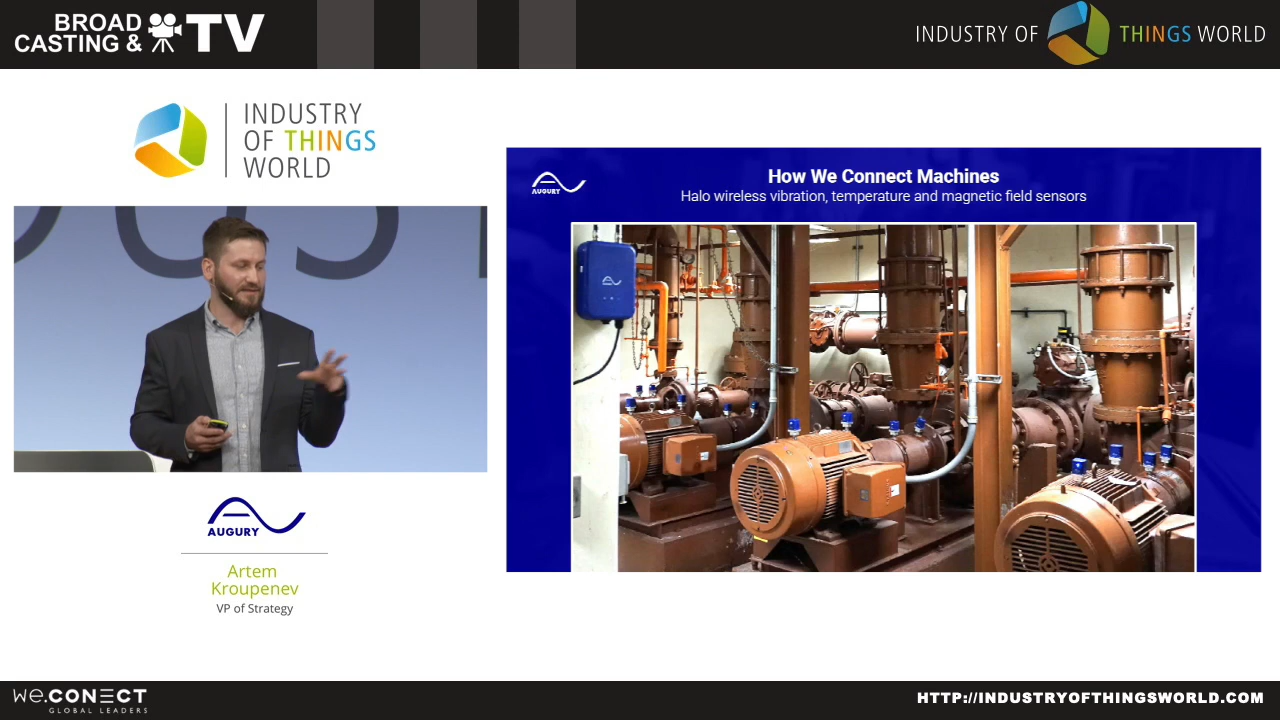 BROAD
CASTING & TV
INDUSTRY OF THINGS WORLD
INDUSTRY
OF THINGS
WORLD
AUGURY
How We Connect Machines
Halo wireless vibration, temperature and magnetic field sensors
AUGURY
Artem
Kroupenev
VP of Strategy
we.CONECT
GLOBAL LEADERS
HTTP://INDUSTRYOFTHINGSWORLD.COM